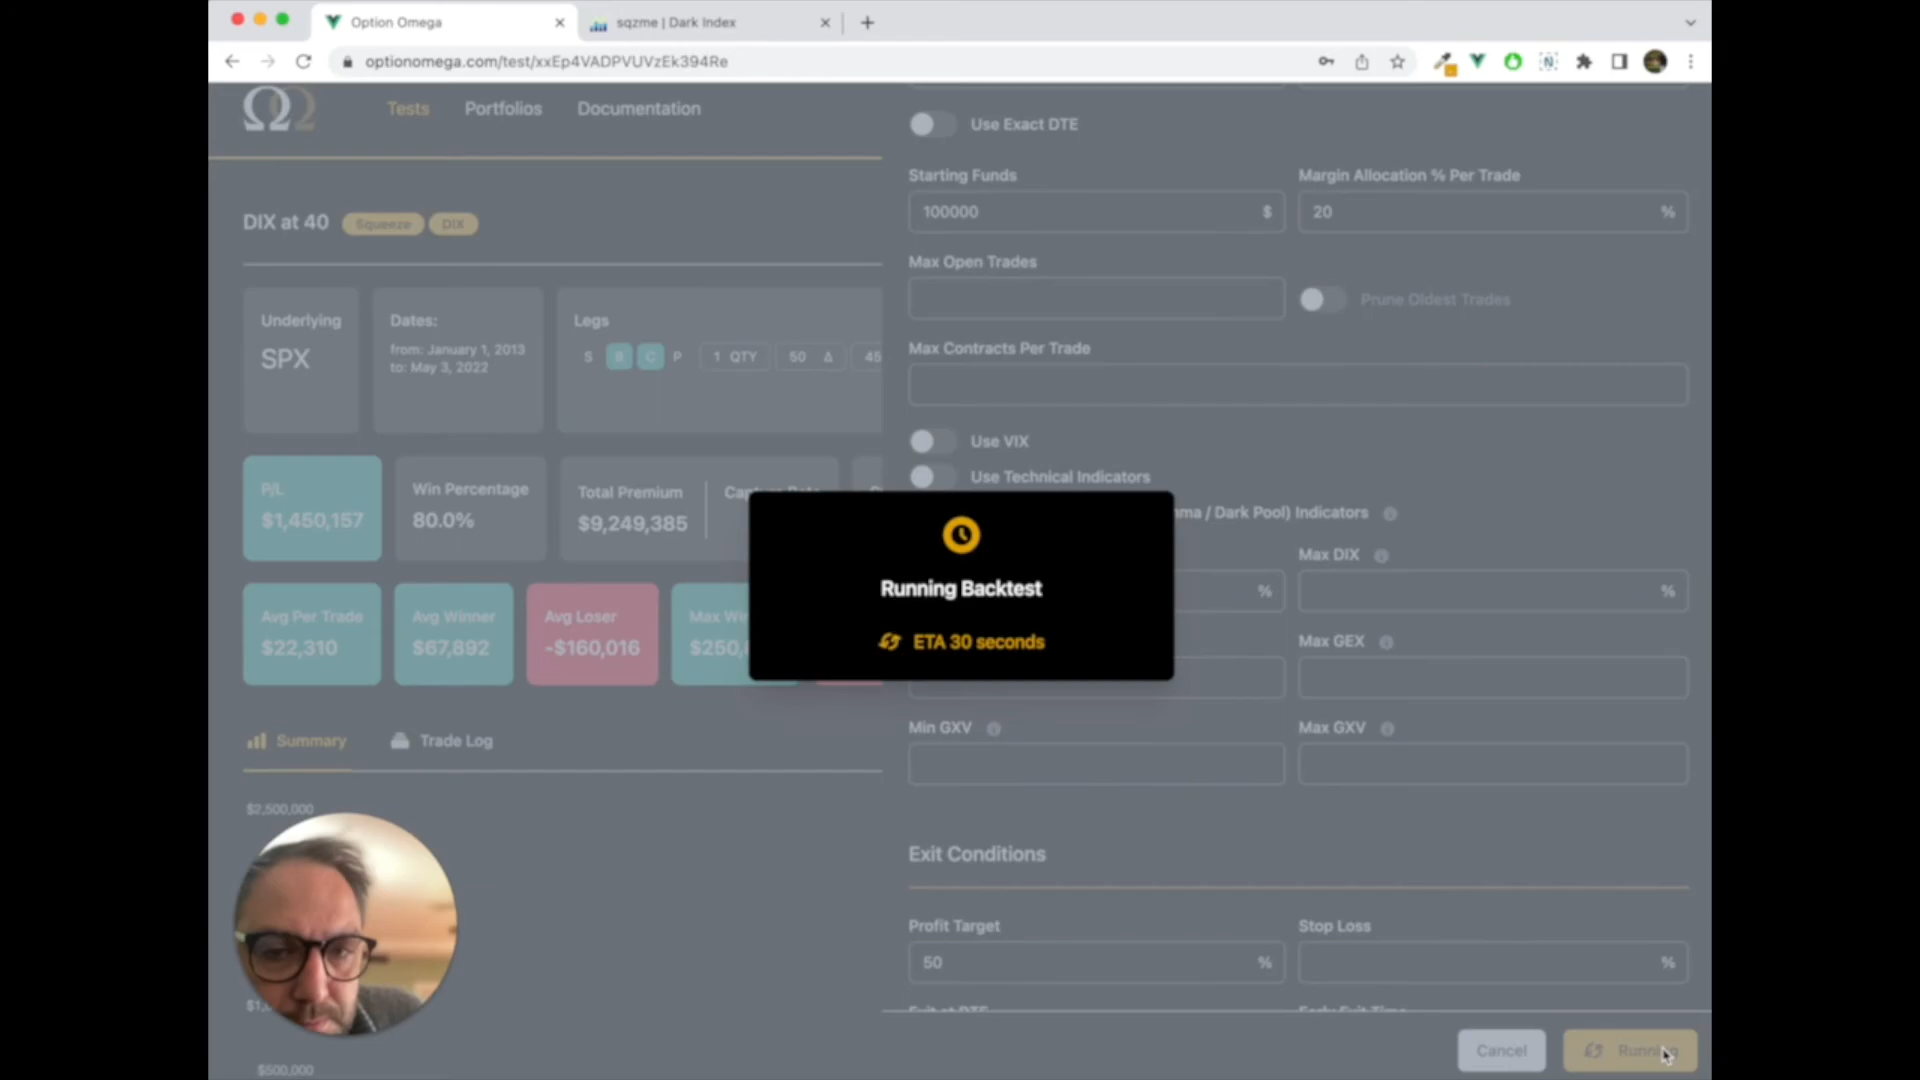 Option Omega
sqzme | Dark Index
optionomega.com/test/xxEp4VADPVUVzEk394Re
Tests
Portfolios
Documentation
Use Exact DTE
Starting Funds
Margin Allocation % Per Trade
100000 $
20 %
DIX at 40
Squeeze
DIX
Max Open Trades
Prune Oldest Trades
Underlying
SPX
Dates:
from: January 1, 2013
to: May 3, 2022
Legs
S B C P 1 QTY 50 Δ 45
Max Contracts Per Trade
Use VIX
Use Technical Indicators
P/L
$1,450,157
Win Percentage
80.0%
Total Premium
$9,249,385
mma / Dark Pool) Indicators
Max DIX
%
%
Running Backtest
ETA 30 seconds
Avg Per Trade
$22,310
Avg Winner
$67,892
Avg Loser
-$160,016
Max Wi
$250,
Max GEX
Min GXV
Max GXV
Summary
Trade Log
$2,500,000
Exit Conditions
Profit Target
Stop Loss
50 %
%
$500,000
Cancel